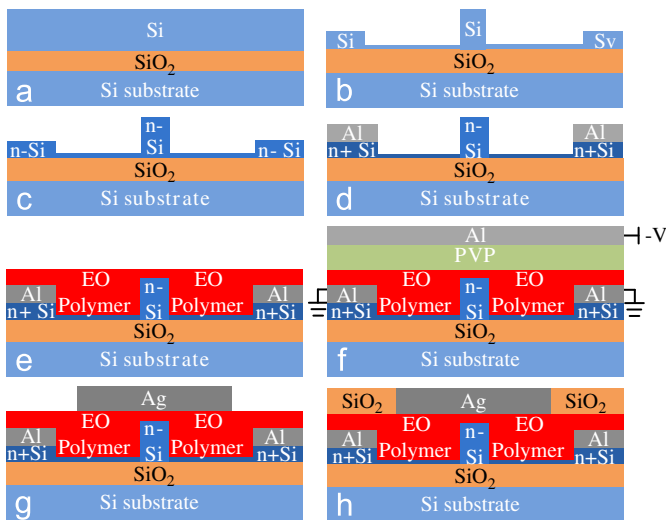 Si
SiO₂
Si substrate
a
Si
Si
Sv
SiO₂
Si substrate
b
n-
Si
n-Si
n- Si
SiO₂
Si substrate
c
Al
n-
Si
Al
n+ Si
n+Si
SiO₂
Si substrate
d
EO
n-
Si
EO
Al
Polymer
Polymer
Al
n+ Si
n+Si
SiO₂
Si substrate
e
Al
-V
PVP
EO
n-
Si
EO
Al
Polymer
Polymer
Al
n+Si
n+Si
SiO₂
Si substrate
f
Ag
EO
n-
Si
EO
Al
Polymer
Polymer
Al
n+Si
n+Si
SiO₂
Si substrate
g
SiO₂
Ag
SiO₂
EO
n-
Si
EO
Al
Polymer
Polymer
Al
n+Si
n+Si
SiO₂
Si substrate
h